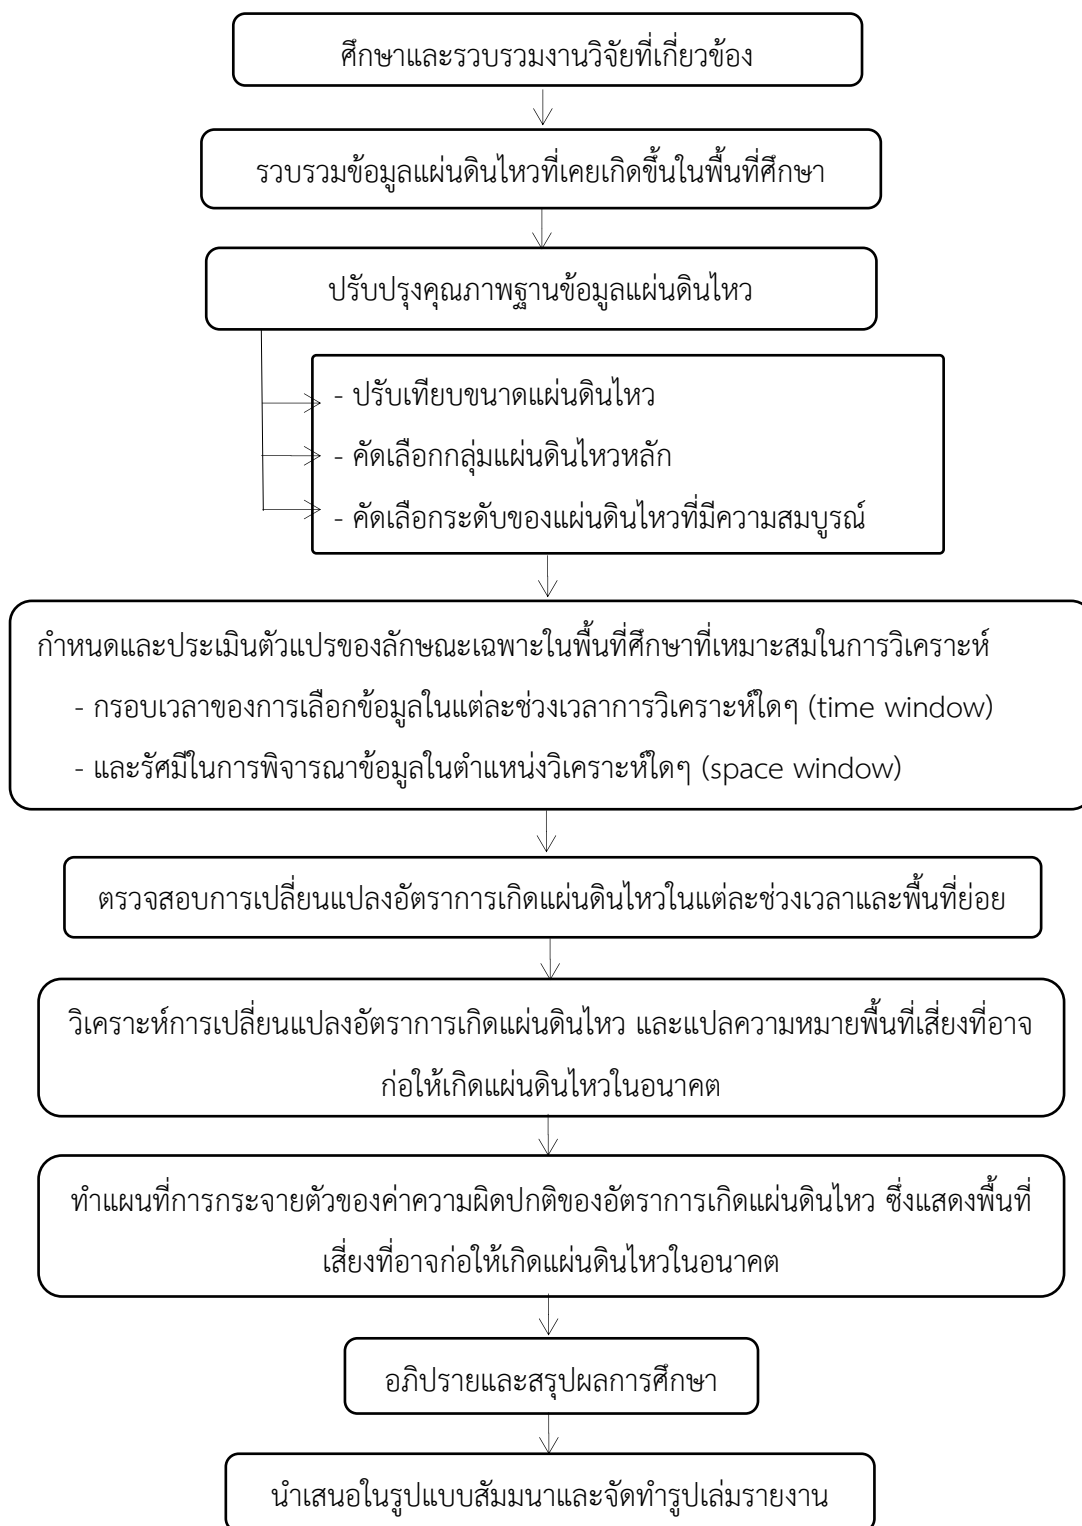 ศึกษาและรวบรวมงานวิจัยที่เกี่ยวข้อง
รวบรวมข้อมูลแผ่นดินไหวที่เคยเกิดขึ้นในพื้นที่ศึกษา
ปรับปรุงคุณภาพฐานข้อมูลแผ่นดินไหว
- ปรับเทียบขนาดแผ่นดินไหว
- คัดเลือกกลุ่มแผ่นดินไหวหลัก
- คัดเลือกระดับของแผ่นดินไหวที่มีความสมบูรณ์
กำหนดและประเมินตัวแปรของลักษณะเฉพาะในพื้นที่ศึกษาที่เหมาะสมในการวิเคราะห์
- กรอบเวลาของการเลือกข้อมูลในแต่ละช่วงเวลาการวิเคราะห์ใดๆ (time window)
- และรัศมีในการพิจารณาข้อมูลในตำแหน่งวิเคราะห์ใดๆ (space window)
ตรวจสอบการเปลี่ยนแปลงอัตราการเกิดแผ่นดินไหวในแต่ละช่วงเวลาและพื้นที่ย่อย
วิเคราะห์การเปลี่ยนแปลงอัตราการเกิดแผ่นดินไหว และแปลความหมายพื้นที่เสี่ยงที่อาจ
ก่อให้เกิดแผ่นดินไหวในอนาคต
ทำแผนที่การกระจายตัวของค่าความผิดปกติของอัตราการเกิดแผ่นดินไหว ซึ่งแสดงพื้นที่
เสี่ยงที่อาจก่อให้เกิดแผ่นดินไหวในอนาคต
อภิปรายและสรุปผลการศึกษา
นำเสนอในรูปแบบสัมมนาและจัดทำรูปเล่มรายงาน